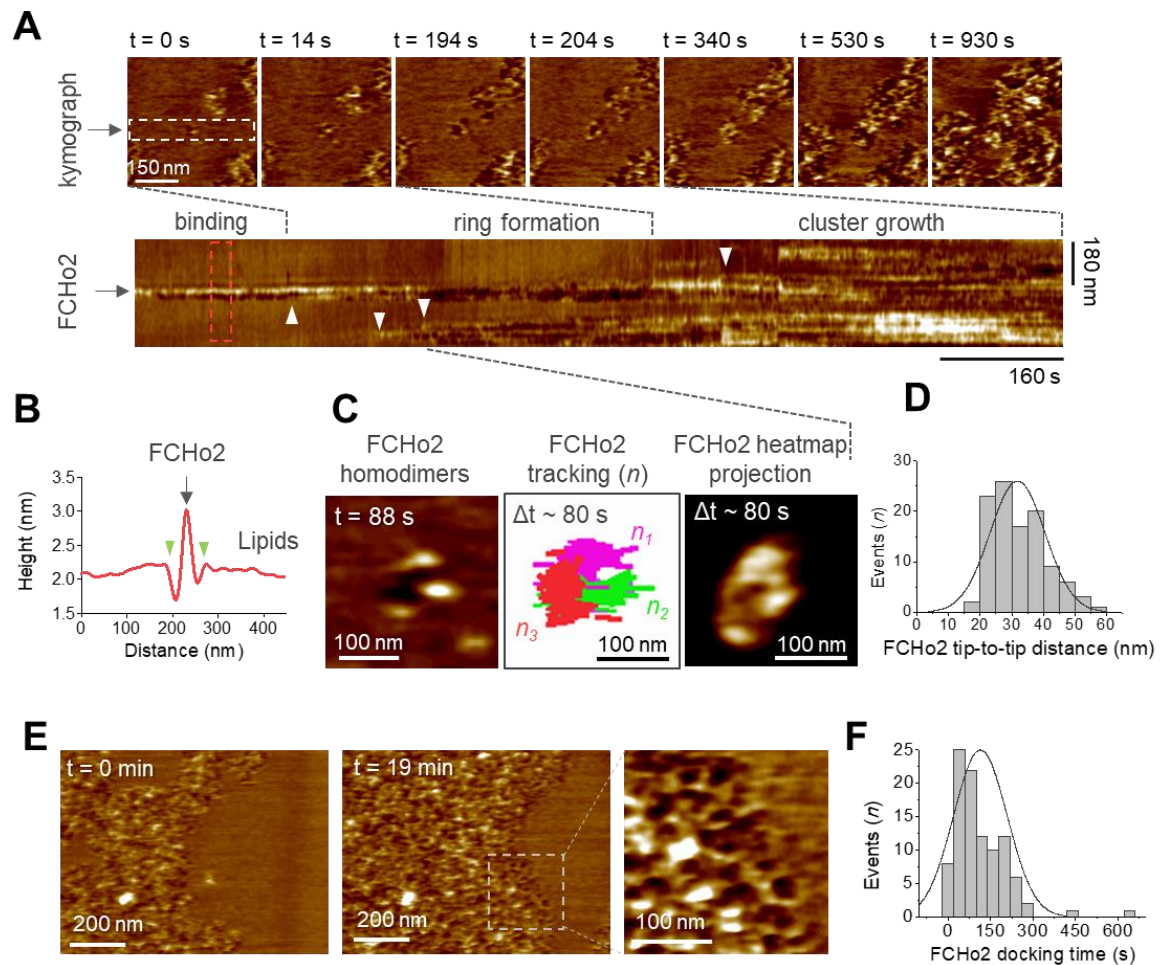 A
t = 0 s t = 14 s t = 194 s t = 204 s t = 340 s t = 530 s t = 930 s
kymograph
150 nm
binding ring formation cluster growth
FCHo2
180 nm
160 s
B
FCHo2
Lipids
Height (nm)
3.5
3.0
2.5
2.0
1.5
0 100 200 300 400
Distance (nm)
C
FCHo2
homodimers
t = 88 s
100 nm
FCHo2
tracking (n)
Δt ~ 80 s
n1
n2
n3
100 nm
FCHo2 heatmap
projection
Δt ~ 80 s
100 nm
D
Events (n)
30
20
10
0
0 10 20 30 40 50 60
FCHo2 tip-to-tip distance (nm)
E
t = 0 min
200 nm
t = 19 min
200 nm
100 nm
F
Events (n)
25
20
15
10
5
0
0 150 300 450 600
FCHo2 docking time (s)